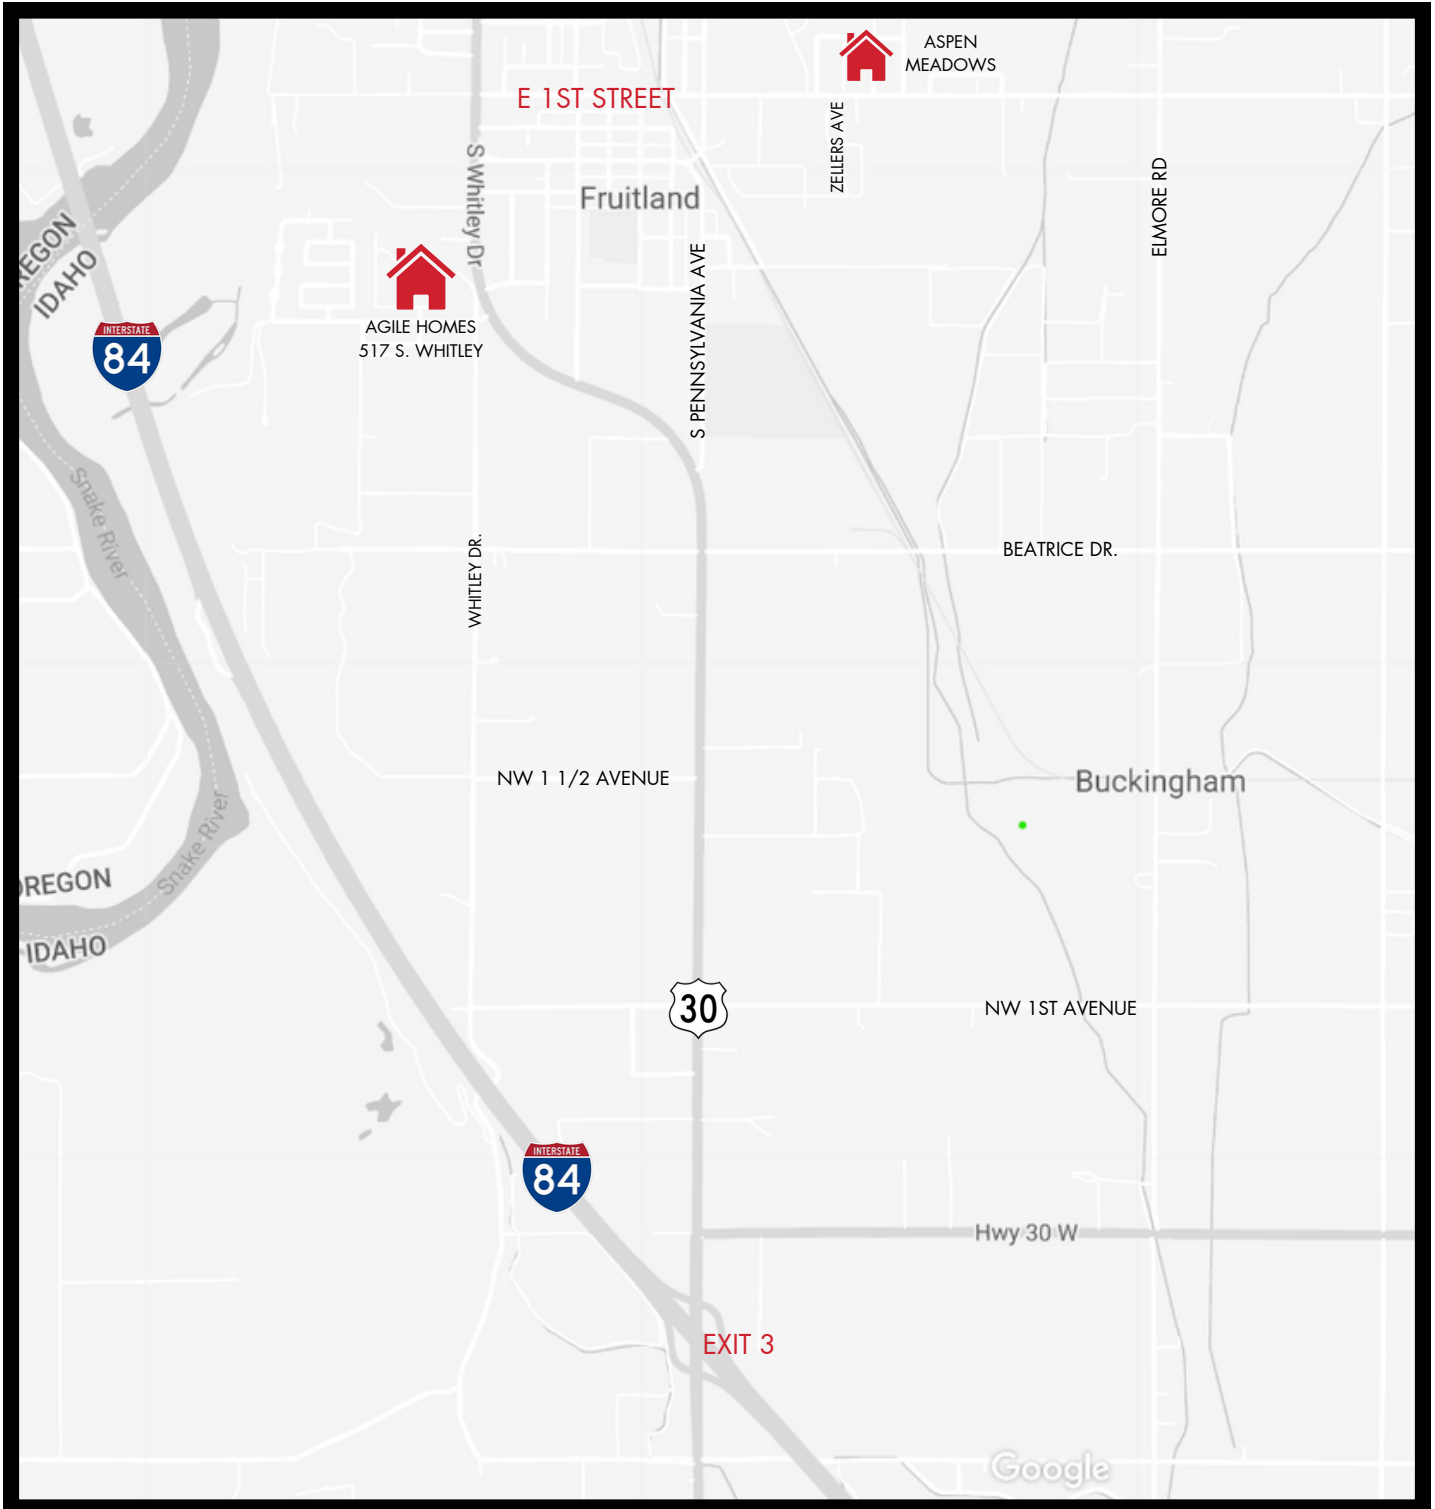 ASPEN
MEADOWS
E 1ST STREET
ZELLERS AVE
S Whitley Dr
Fruitland
ELMORE RD
OREGON
IDAHO
S PENNSYLVANIA AVE
INTERSTATE
84
AGILE HOMES
517 S. WHITLEY
Snake River
WHITLEY DR.
BEATRICE DR.
NW 1 1/2 AVENUE
Buckingham
Snake River
OREGON
IDAHO
30
NW 1ST AVENUE
INTERSTATE
84
Hwy 30 W
EXIT 3
Google